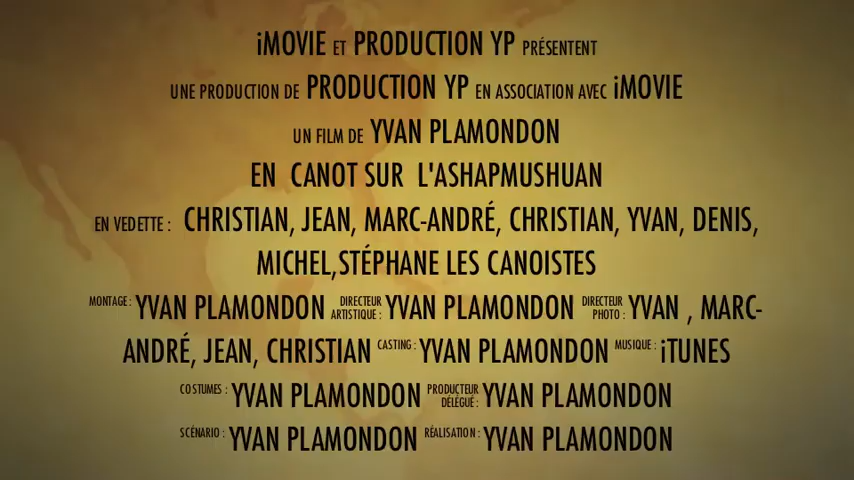 iMOVIE ET PRODUCTION YP PRÉSENTENT
UNE PRODUCTION DE PRODUCTION YP EN ASSOCIATION AVEC iMOVIE
UN FILM DE YVAN PLAMONDON
EN CANOT SUR L'ASHAPMUSHUAN
EN VEDETTE : CHRISTIAN, JEAN, MARC-ANDRÉ, CHRISTIAN, YVAN, DENIS,
MICHEL,STÉPHANE LES CANOISTES
MONTAGE : YVAN PLAMONDON DIRECTEUR ARTISTIQUE : YVAN PLAMONDON DIRECTEUR PHOTO : YVAN , MARC-
ANDRÉ, JEAN, CHRISTIAN CASTING : YVAN PLAMONDON MUSIQUE : iTUNES
COSTUMES : YVAN PLAMONDON PRODUCTEUR DÉLÉGUÉ : YVAN PLAMONDON
SCÉNARIO : YVAN PLAMONDON RÉALISATION : YVAN PLAMONDON